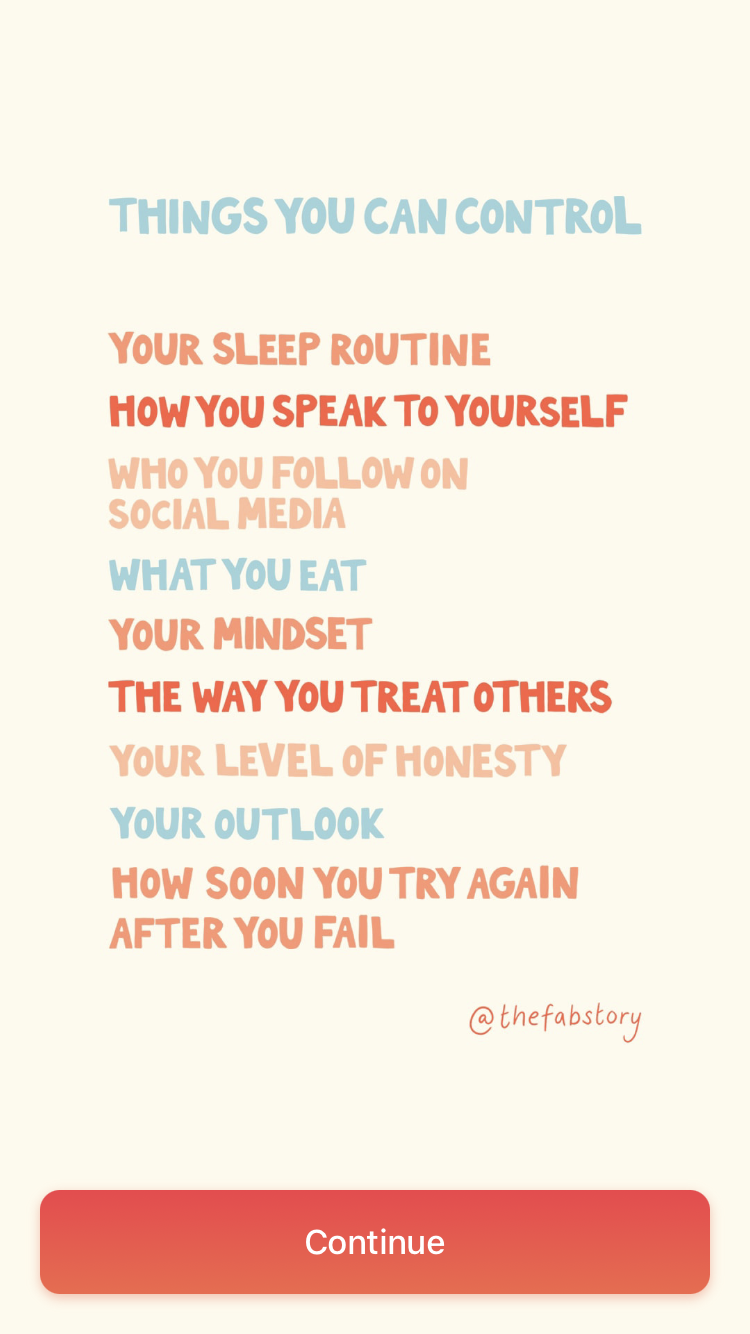 THINGS YOU CAN CONTROL
YOUR SLEEP ROUTINE
HOW YOU SPEAK TO YOURSELF
WHO YOU FOLLOW ON
SOCIAL MEDIA
WHAT YOU EAT
YOUR MINDSET
THE WAY YOU TREAT OTHERS
YOUR LEVEL OF HONESTY
YOUR OUTLOOK
HOW SOON YOU TRY AGAIN
AFTER YOU FAIL
@thefabstory
Continue